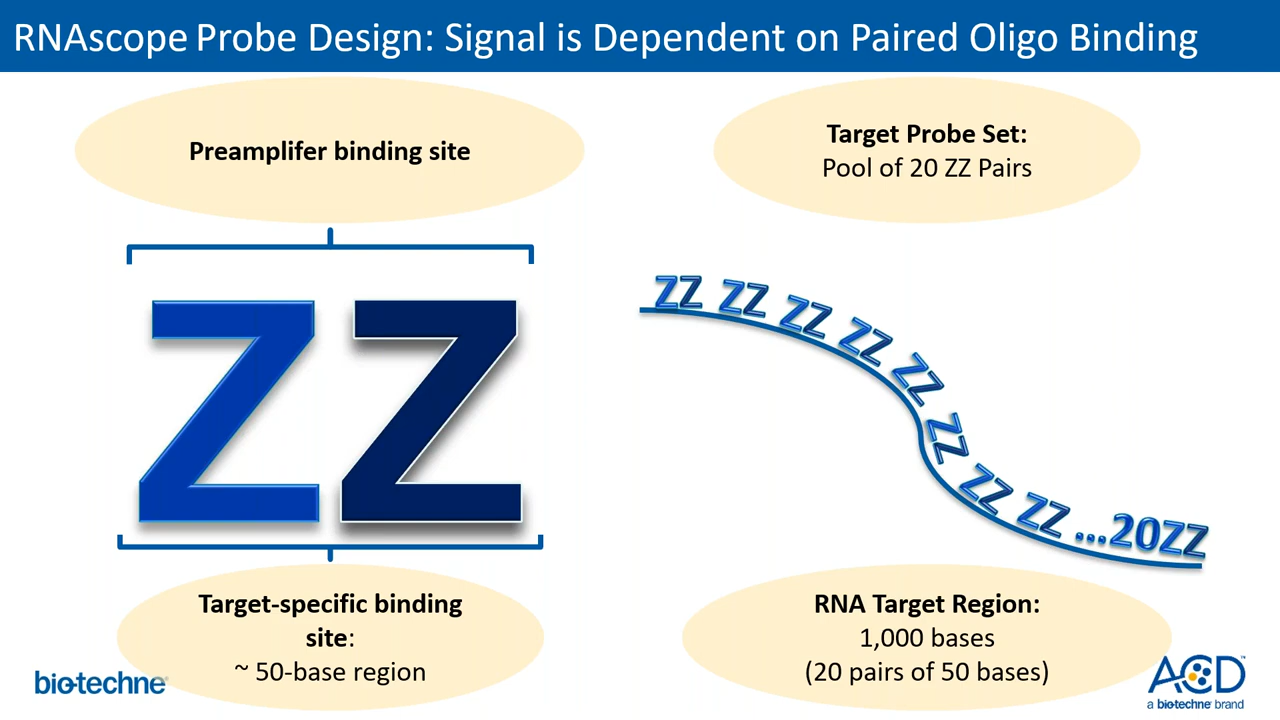 RNAscope Probe Design: Signal is Dependent on Paired Oligo Binding
Preamplifer binding site
Target Probe Set:
Pool of 20 ZZ Pairs
ZZ
ZZ ZZ ZZ ZZ ZZ ZZ ZZ ZZ ...20ZZ
Target-specific binding
site:
~ 50-base region
RNA Target Region:
1,000 bases
(20 pairs of 50 bases)
bio-techne
ACD™
a bio-techne brand